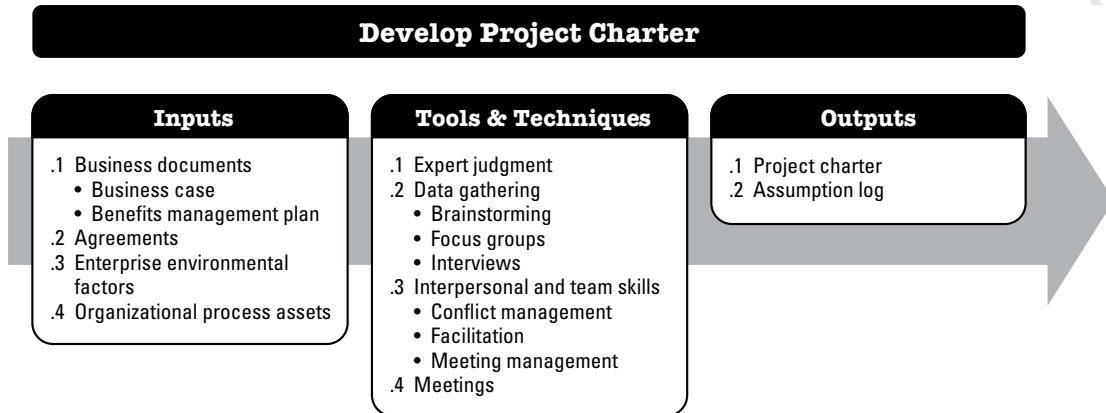 Develop Project Charter
Inputs
.1 Business documents
• Business case
• Benefits management plan
.2 Agreements
.3 Enterprise environmental
factors
.4 Organizational process assets
Tools & Techniques
.1 Expert judgment
.2 Data gathering
• Brainstorming
• Focus groups
• Interviews
.3 Interpersonal and team skills
• Conflict management
• Facilitation
• Meeting management
.4 Meetings
Outputs
.1 Project charter
.2 Assumption log